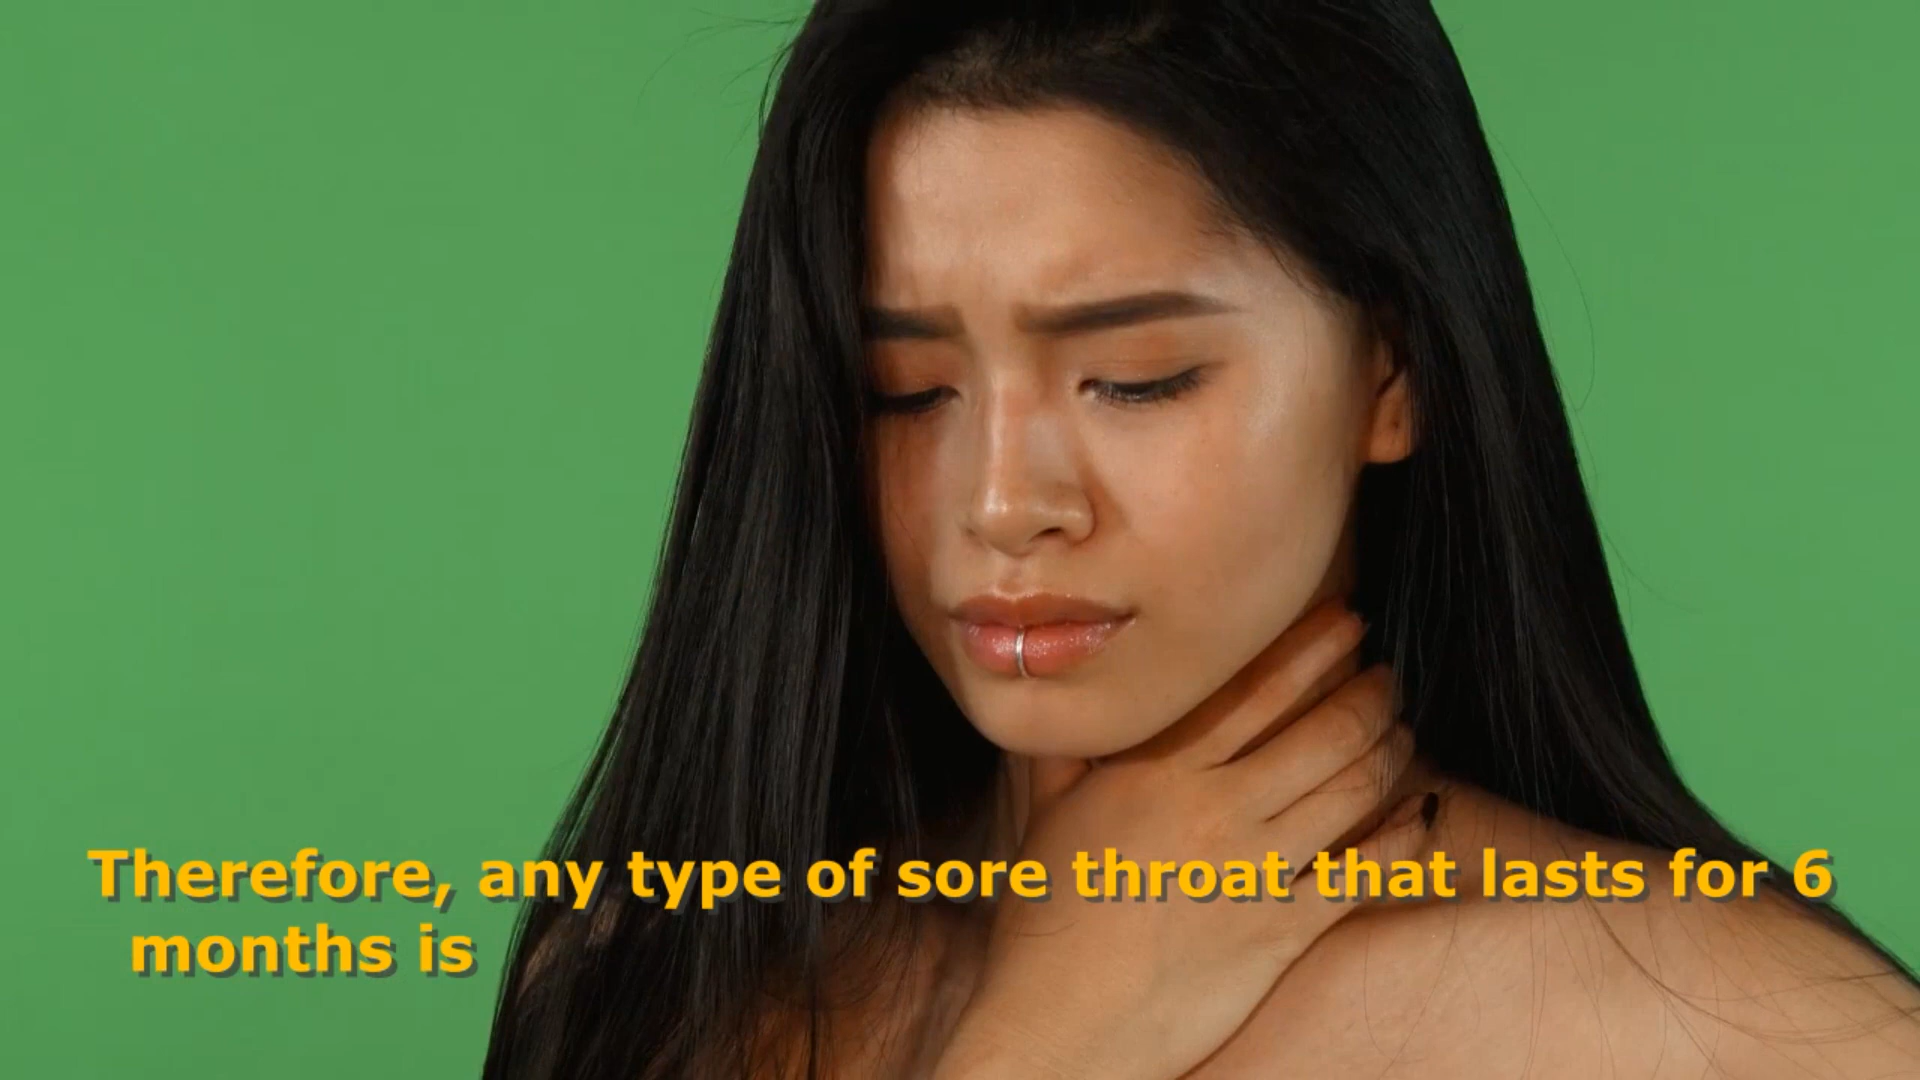 Therefore, any type of sore throat that lasts for 6
months is